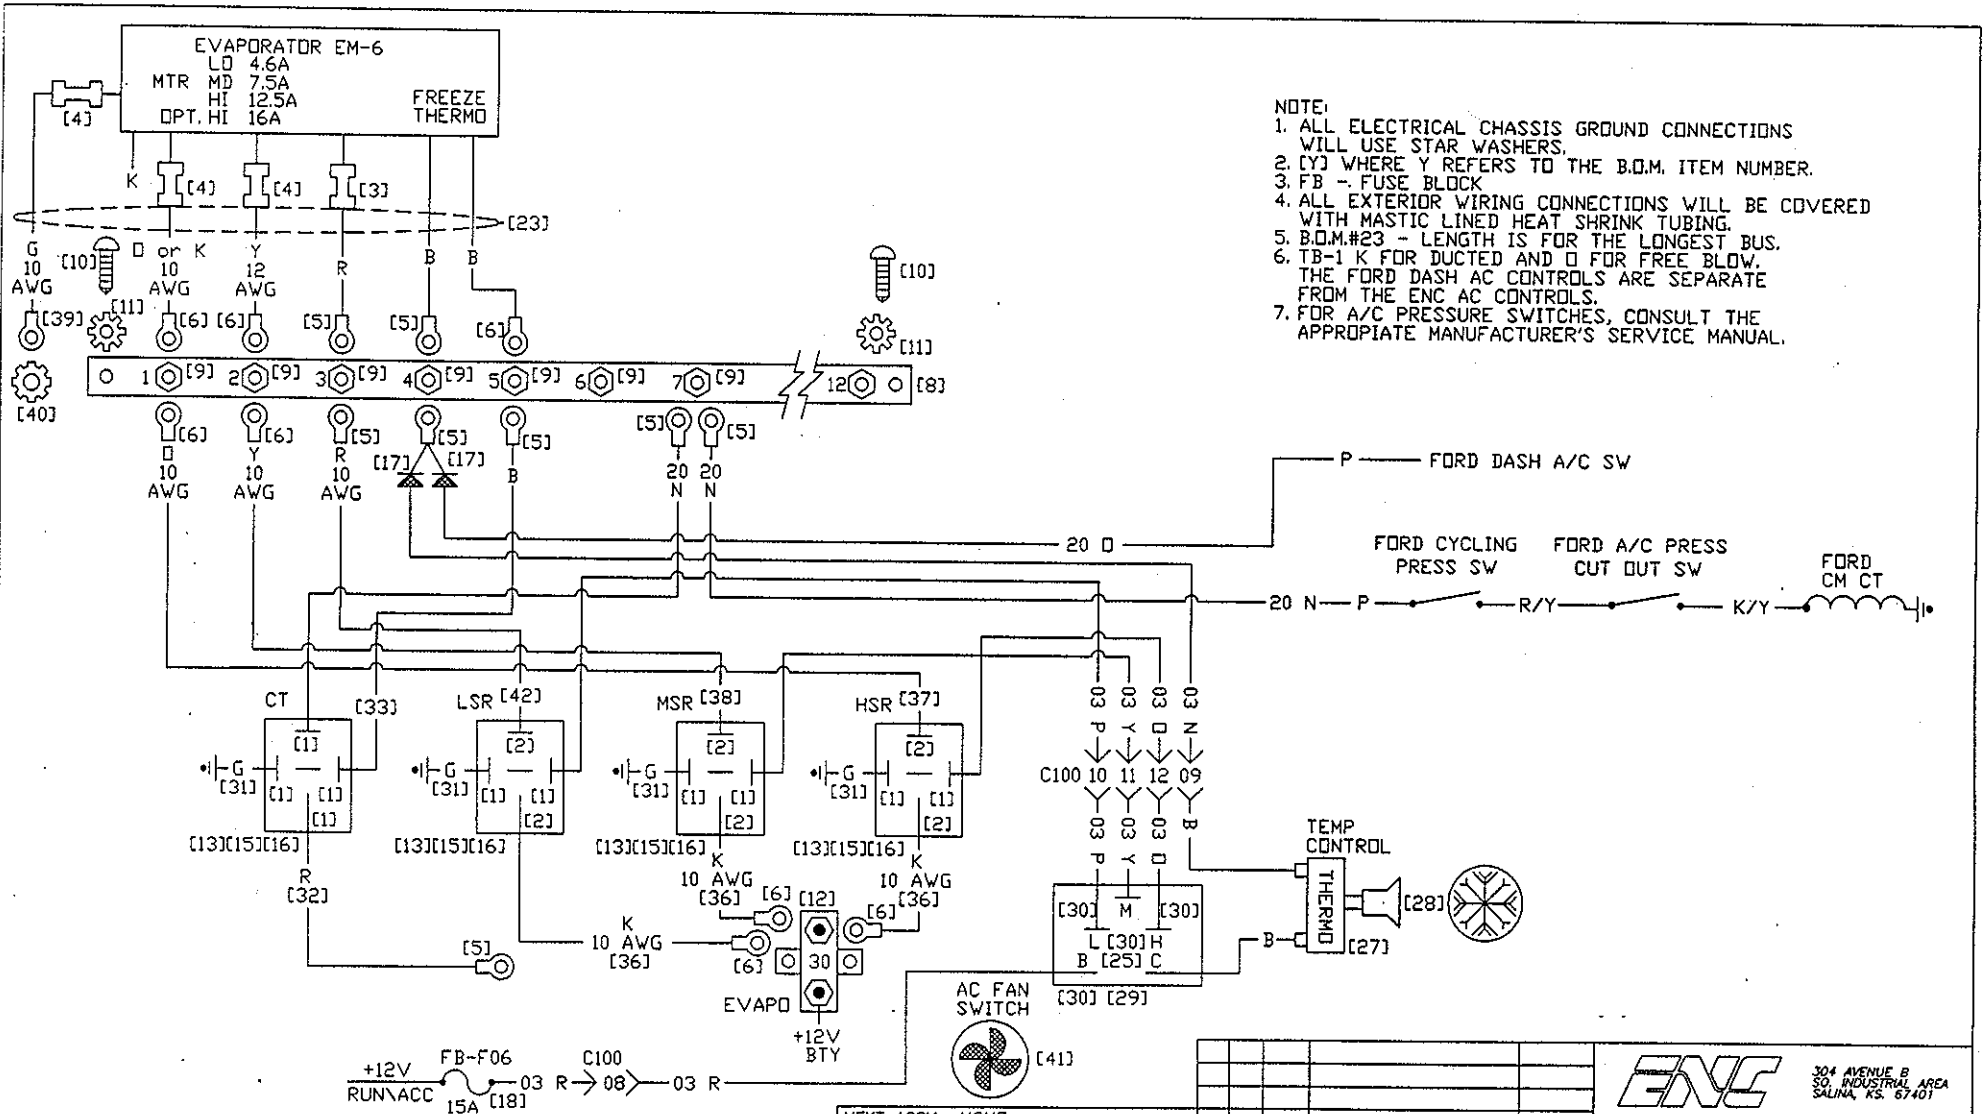 EVAPORATOR EM-6
LO 4.6A
MTR MD 7.5A
HI 12.5A
OPT. HI 16A
FREEZE
THERMO
[4]
K
[4]
[4]
[3]
[23]
G
10
AWG
[10]
O or K
10
AWG
Y
12
AWG
R
B
B
[10]
[39]
[11]
[6]
[6]
[5]
[5]
[6]
[11]
1 [9]
2 [9]
3 [9]
4 [9]
5 [9]
6 [9]
7 [9]
12
[8]
[40]
[6]
[6]
[5]
[5]
[5]
[5]
[5]
O
10
AWG
Y
10
AWG
R
10
AWG
[17]
[17]
B
20
N
20
N
NOTE:
1. ALL ELECTRICAL CHASSIS GROUND CONNECTIONS
WILL USE STAR WASHERS.
2. [Y] WHERE Y REFERS TO THE B.O.M. ITEM NUMBER.
3. FB - FUSE BLOCK
4. ALL EXTERIOR WIRING CONNECTIONS WILL BE COVERED
WITH MASTIC LINED HEAT SHRINK TUBING.
5. B.O.M.#23 - LENGTH IS FOR THE LONGEST BUS.
6. TB-1 K FOR DUCTED AND O FOR FREE BLOW.
THE FORD DASH AC CONTROLS ARE SEPARATE
FROM THE ENC AC CONTROLS.
7. FOR A/C PRESSURE SWITCHES, CONSULT THE
APPROPIATE MANUFACTURER'S SERVICE MANUAL.
P
FORD DASH A/C SW
20 O
FORD CYCLING
PRESS SW
FORD A/C PRESS
CUT OUT SW
FORD
CM CT
20 N
P
R/Y
K/Y
CT
[33]
LSR
[42]
MSR
[38]
HSR
[37]
[1]
G
[31]
[1]
[1]
[1]
[13][15][16]
[2]
G
[31]
[1]
[1]
[2]
[13][15][16]
[2]
G
[31]
[1]
[1]
[2]
[13][15][16]
[2]
G
[31]
[1]
[1]
[2]
[13][15][16]
03 P
03 Y
03 O
03 N
C100 10 11 12 09
03 P
03 Y
03 O
B
R
[32]
K
10 AWG
[36]
K
10 AWG
[36]
K
10 AWG
[36]
[5]
[6]
[12]
[6]
[6]
30
EVAPO
+12V
BTY
[30]
M
[30]
L [30] H
B [25] C
[30] [29]
B
TEMP
CONTROL
THERMO
[28]
[27]
AC FAN
SWITCH
[41]
+12V
RUN\ACC
FB-F06
15A
[18]
03 R
C100
08
03 R
ENC
304 AVENUE B
SO. INDUSTRIAL AREA
SALINA, KS. 67401